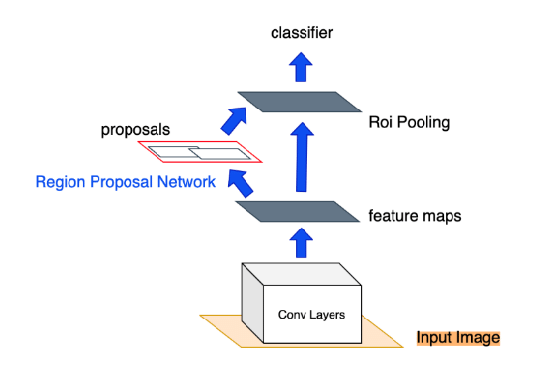 classifier
Roi Pooling
proposals
Region Proposal Network
feature maps
Conv Layers
Input Image